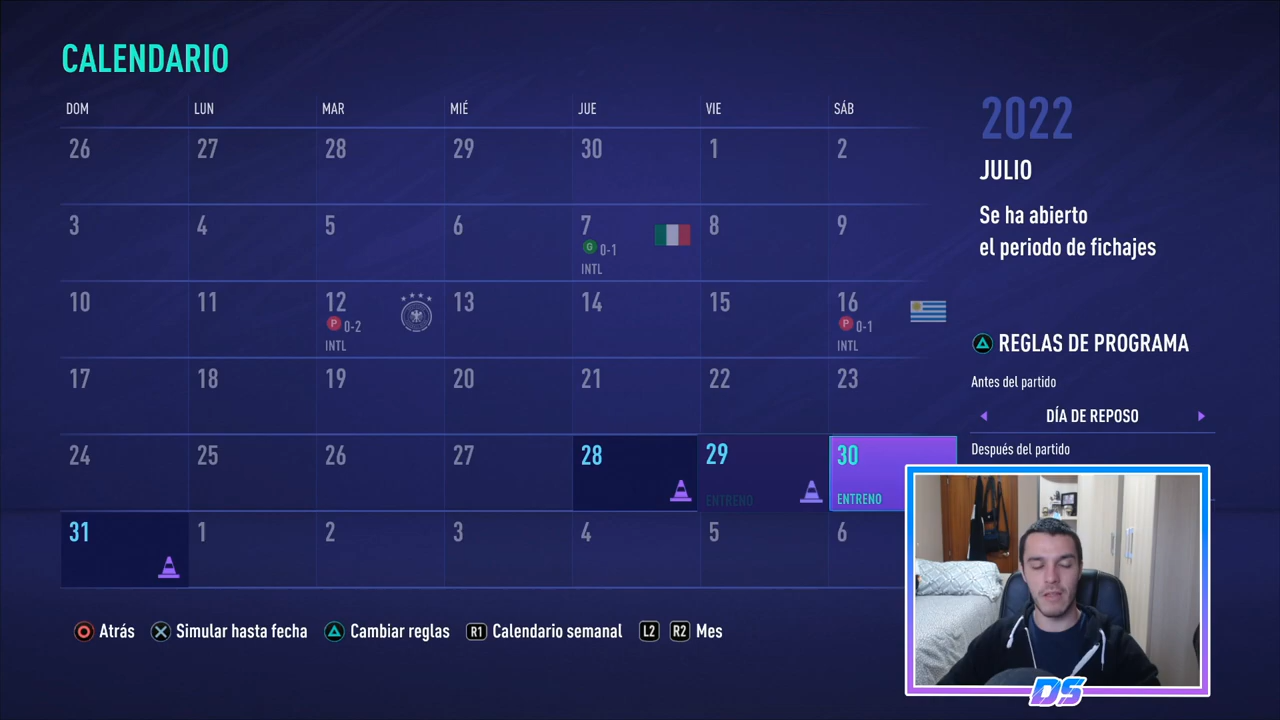 CALENDARIO
DOM LUN MAR MIÉ JUE VIE SÁB
26 27 28 29 30 1 2
3 4 5 6 7 8 9
G 0-1
INTL
10 11 12 13 14 15 16
P 0-2 P 0-1
INTL INTL
17 18 19 20 21 22 23
24 25 26 27 28 29 30
ENTRENO ENTRENO
31 1 2 3 4 5 6
2022
JULIO
Se ha abierto
el periodo de fichajes
REGLAS DE PROGRAMA
Antes del partido
DÍA DE REPOSO
Después del partido
Atrás Simular hasta fecha Cambiar reglas R1 Calendario semanal L2 R2 Mes
DS